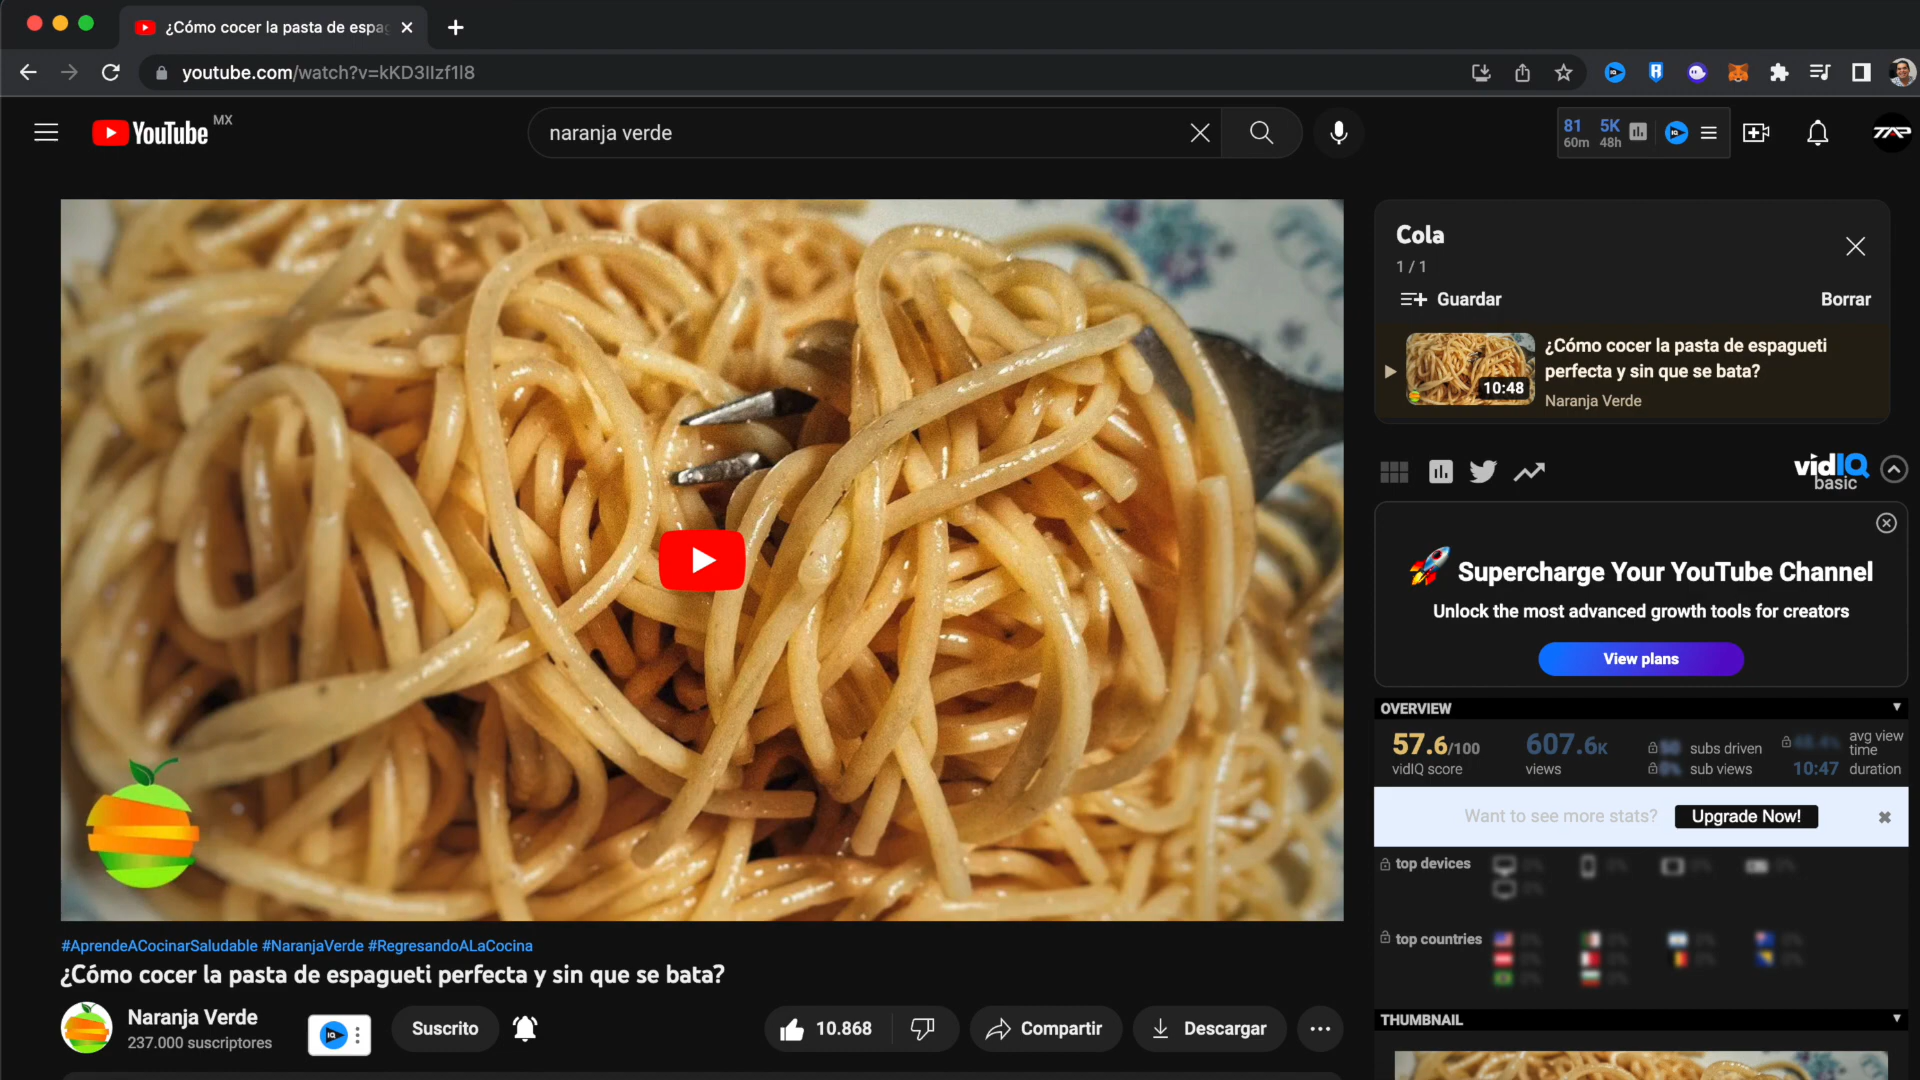 ¿Cómo cocer la pasta de espag
youtube.com/watch?v=kKD3lIzf1l8
YouTube MX
naranja verde
81 5K
60m 48h
TAP
Cola
1 / 1
Guardar
Borrar
10:48
¿Cómo cocer la pasta de espagueti
perfecta y sin que se bata?
Naranja Verde
vidIQ
basic
Supercharge Your YouTube Channel
Unlock the most advanced growth tools for creators
View plans
OVERVIEW
57.6/100
vidIQ score
607.6K
views
subs driven
sub views
avg view
time
10:47 duration
Want to see more stats? Upgrade Now!
top devices
top countries
THUMBNAIL
#AprendeACocinarSaludable #NaranjaVerde #RegresandoALaCocina
¿Cómo cocer la pasta de espagueti perfecta y sin que se bata?
Naranja Verde
237.000 suscriptores
IQ
Suscrito
10.868
Compartir
Descargar